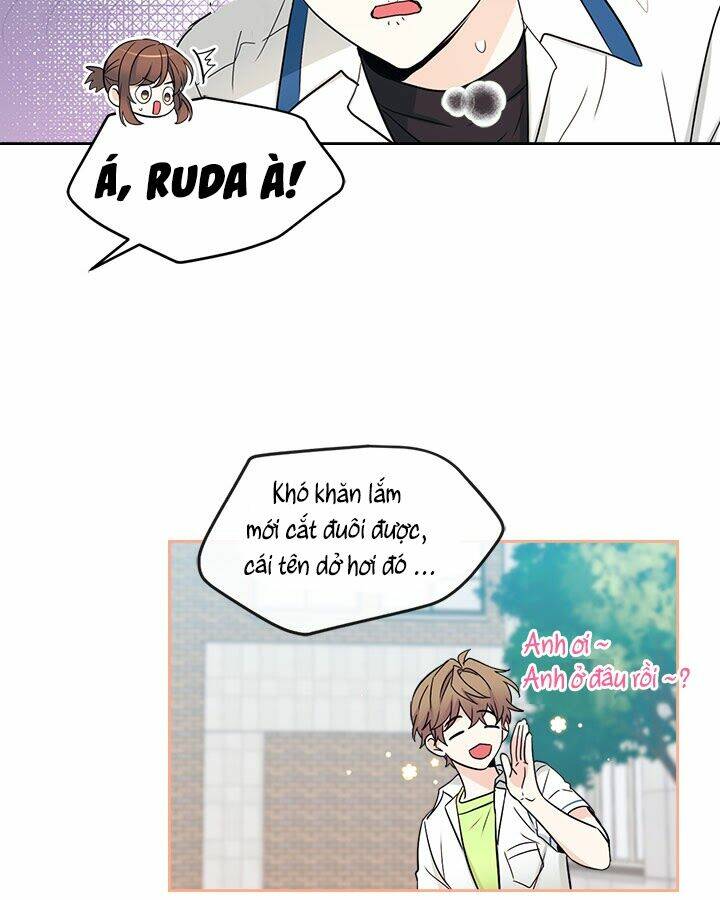 Á, RUDA À!
Khó khăn lắm
mới cắt đuôi được,
cái tên dở hơi đó ...
Anh ơi ~
Anh ở đâu rồi ~?